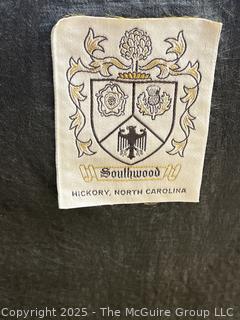 Southwood
HICKORY, NORTH CAROLINA
Copyright 2025 - The McGuire Group LLC